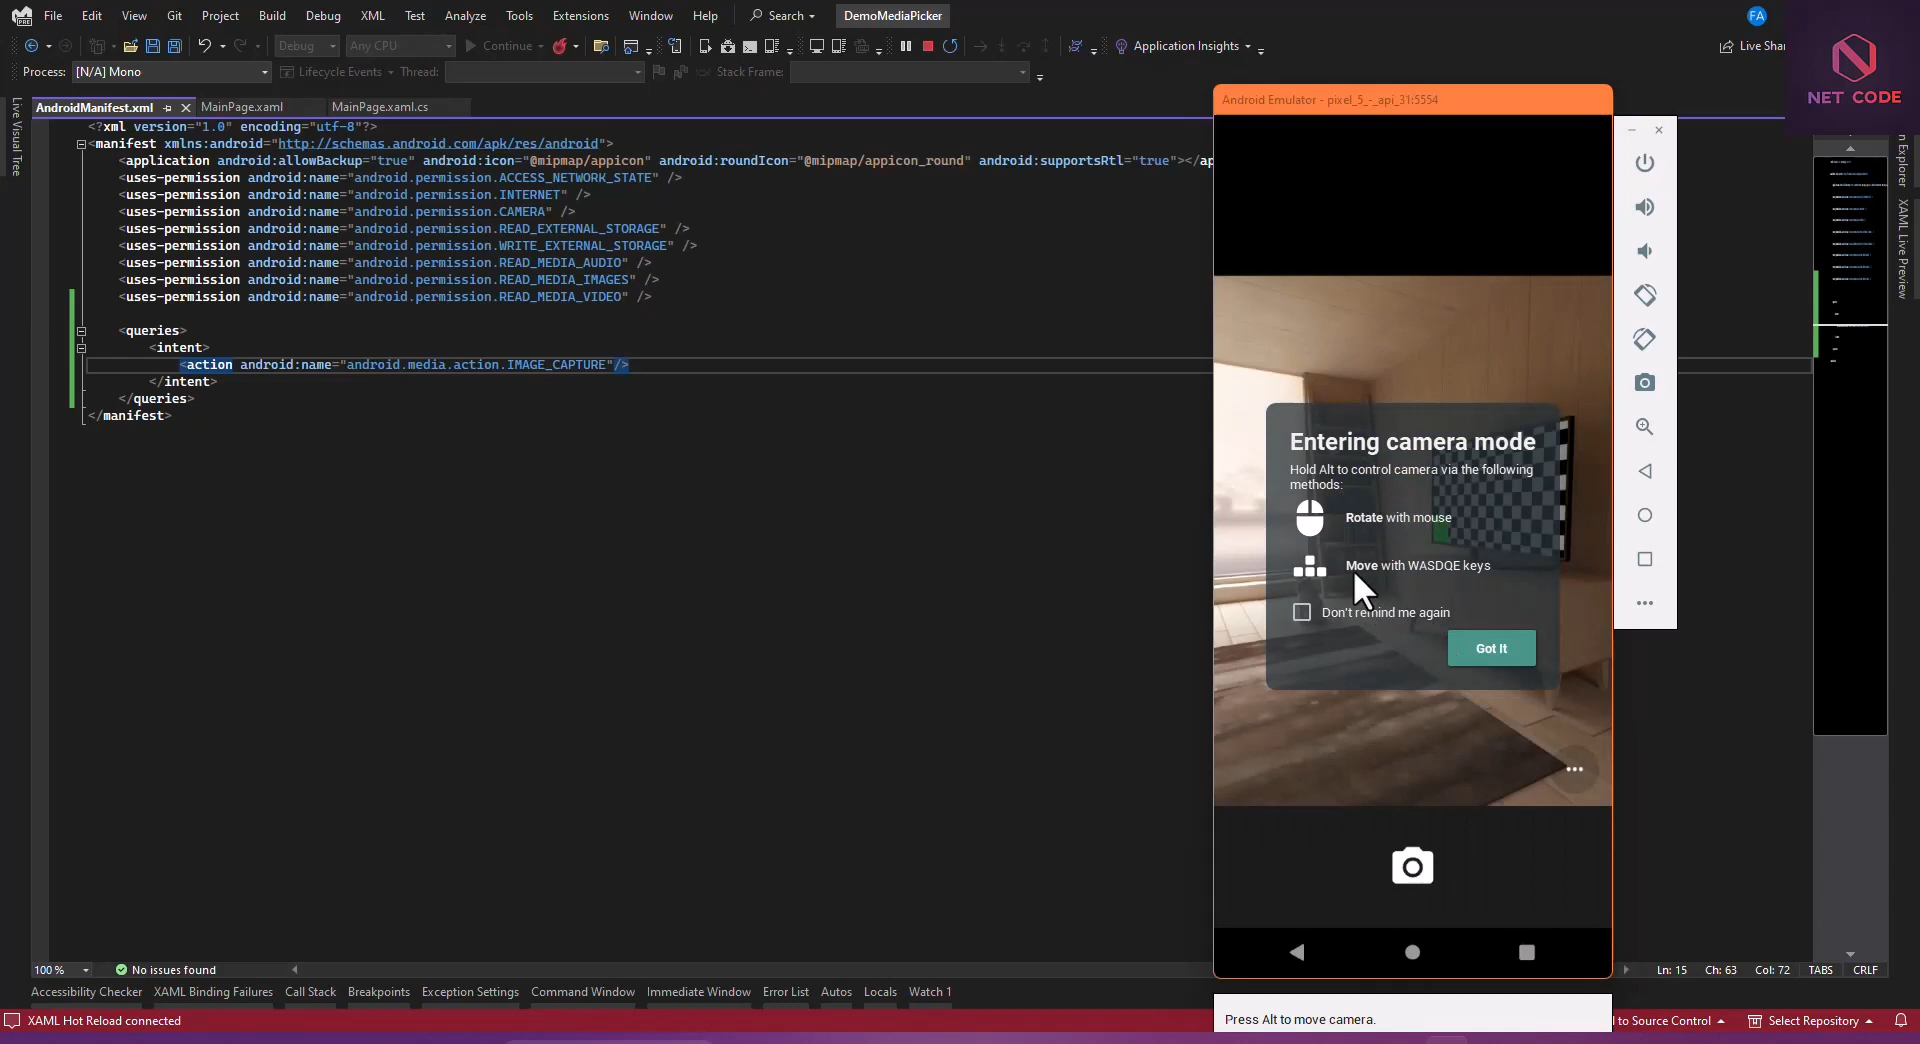 File Edit View Git Project Build Debug XML Test Analyze Tools Extensions Window Help Search DemoMediaPicker FA
Debug Any CPU Continue Application Insights Live Shar
Process: [N/A] Mono Lifecycle Events Thread: Stack Frame:
NET CODE
Live Visual Tree
AndroidManifest.xml MainPage.xaml MainPage.xaml.cs
<?xml version="1.0" encoding="utf-8"?>
<manifest xmlns:android="http://schemas.android.com/apk/res/android">
<application android:allowBackup="true" android:icon="@mipmap/appicon" android:roundIcon="@mipmap/appicon_round" android:supportsRtl="true"></ap
<uses-permission android:name="android.permission.ACCESS_NETWORK_STATE" />
<uses-permission android:name="android.permission.INTERNET" />
<uses-permission android:name="android.permission.CAMERA" />
<uses-permission android:name="android.permission.READ_EXTERNAL_STORAGE" />
<uses-permission android:name="android.permission.WRITE_EXTERNAL_STORAGE" />
<uses-permission android:name="android.permission.READ_MEDIA_AUDIO" />
<uses-permission android:name="android.permission.READ_MEDIA_IMAGES" />
<uses-permission android:name="android.permission.READ_MEDIA_VIDEO" />
<queries>
<intent>
<action android:name="android.media.action.IMAGE_CAPTURE"/>
</intent>
</queries>
</manifest>
Android Emulator - pixel_5_-_api_31:5554
Entering camera mode
Hold Alt to control camera via the following
methods:
Rotate with mouse
Move with WASDQE keys
Don't remind me again
Got It
Press Alt to move camera.
n Explorer
XAML Live Preview
100 % No issues found Ln: 15 Ch: 63 Col: 72 TABS CRLF
Accessibility Checker XAML Binding Failures Call Stack Breakpoints Exception Settings Command Window Immediate Window Error List Autos Locals Watch 1
XAML Hot Reload connected l to Source Control Select Repository